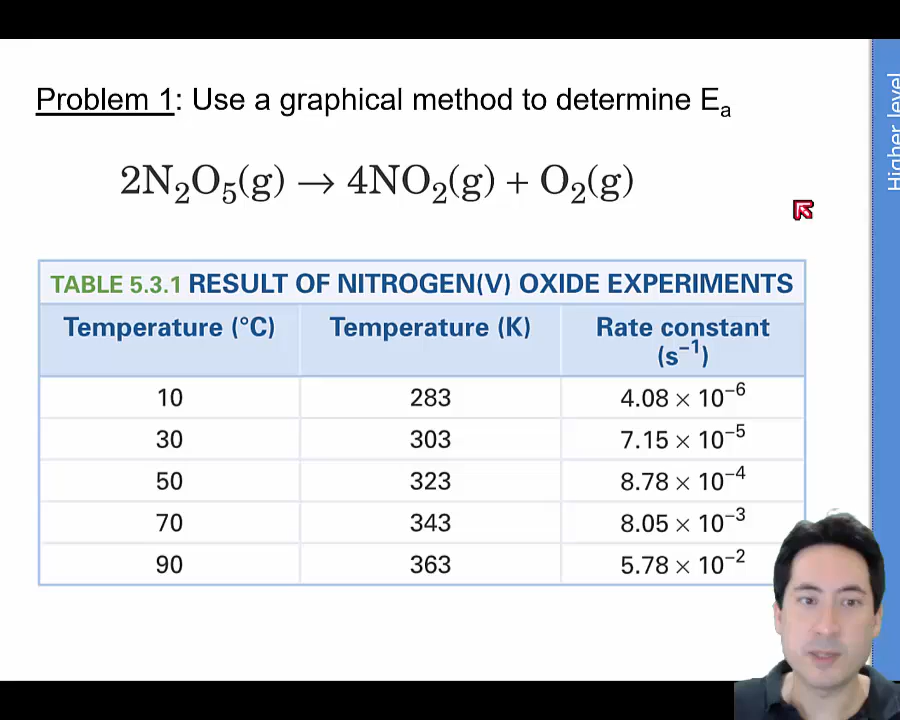 Problem 1: Use a graphical method to determine Eₐ
2N₂O₅(g) → 4NO₂(g) + O₂(g)
TABLE 5.3.1 RESULT OF NITROGEN(V) OXIDE EXPERIMENTS
Temperature (°C) Temperature (K) Rate constant (s⁻¹)
10 283 4.08 × 10⁻⁶
30 303 7.15 × 10⁻⁵
50 323 8.78 × 10⁻⁴
70 343 8.05 × 10⁻³
90 363 5.78 × 10⁻²
Higher level